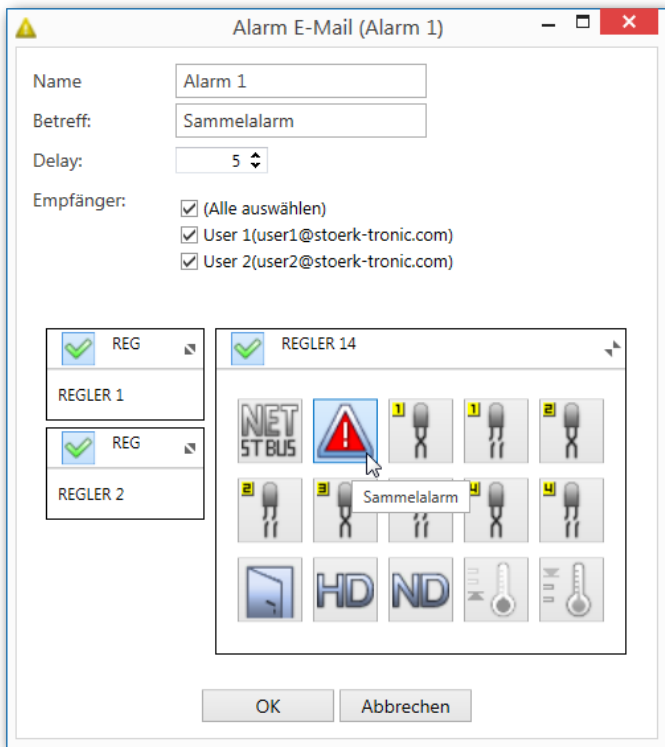 Alarm E-Mail (Alarm 1)
Name
Alarm 1
Betreff:
Sammelalarm
Delay:
5
Empfänger:
(Alle auswählen)
User 1(user1@stoerk-tronic.com)
User 2(user2@stoerk-tronic.com)
REG
REGLER 1
REG
REGLER 2
REGLER 14
NET
ST BUS
!
1
1
2
2
3
4
4
Sammelalarm
HD
ND
OK
Abbrechen